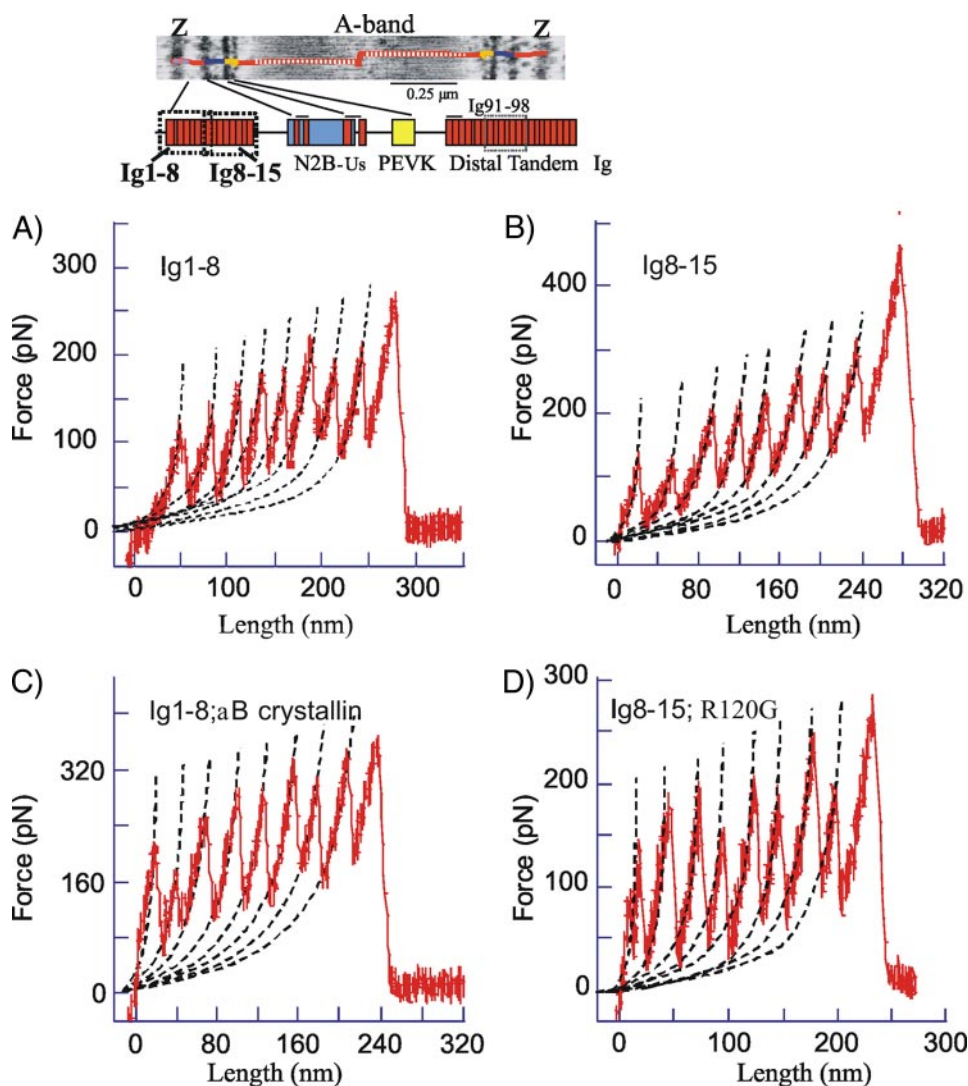 Z A-band Z
0.25 µm
Ig91-98
N2B-Us PEVK Distal Tandem Ig
Ig1-8 Ig8-15
A)
Ig1-8
Force (pN)
300
200
100
0
0 100 200 300
Length (nm)
B)
Ig8-15
Force (pN)
400
200
0
0 80 160 240 320
Length (nm)
C)
Ig1-8;aB crystallin
Force (pN)
320
160
0
0 80 160 240 320
Length (nm)
D)
Ig8-15; R120G
Force (pN)
300
200
100
0
0 100 200 300
Length (nm)